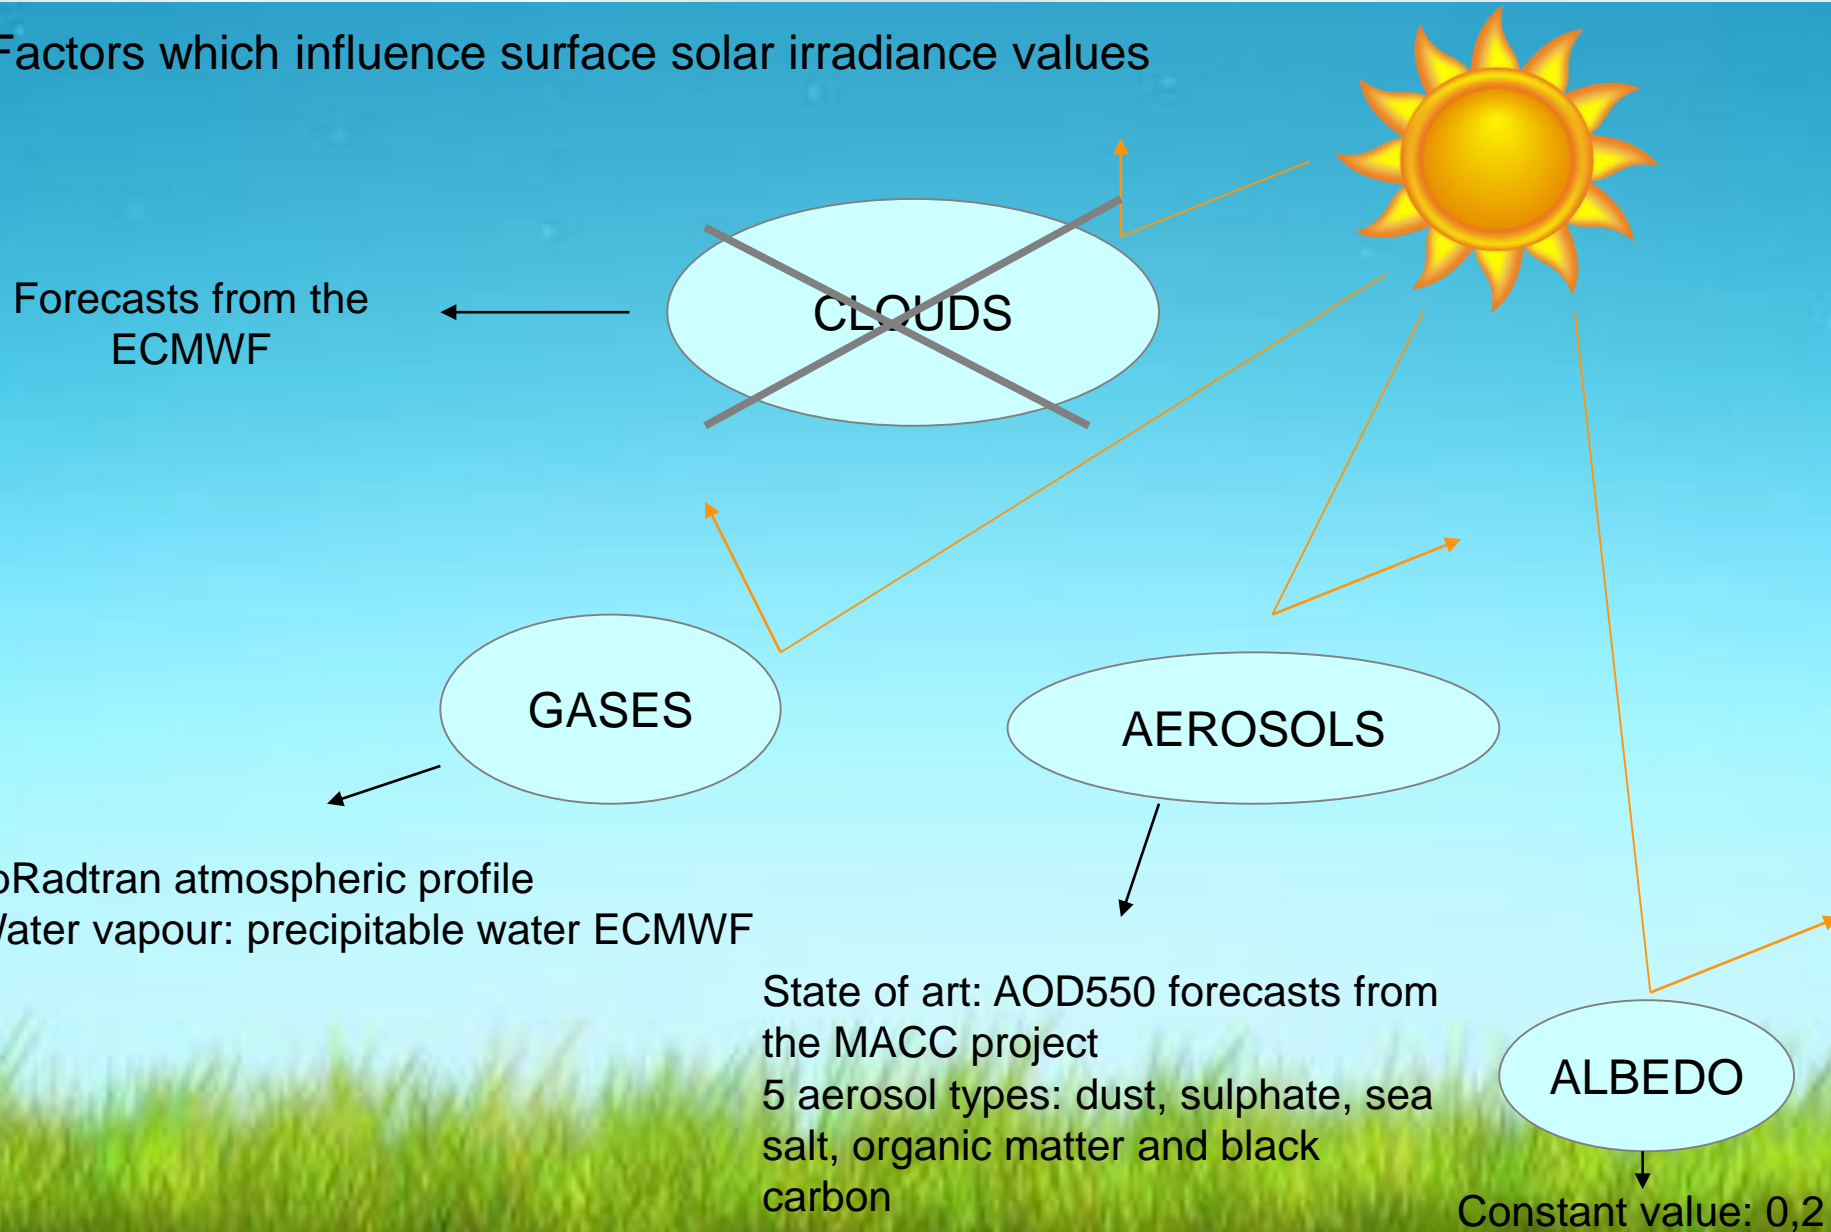 Factors which influence surface solar irradiance values
Forecasts from the
ECMWF
CLOUDS
GASES
AEROSOLS
atmospheric profile
vapour: precipitable water ECMWF
State of art: AOD550 forecasts from
the MACC project
5 aerosol types: dust, sulphate, sea
salt, organic matter and black
carbon
ALBEDO
Constant value: 0,2